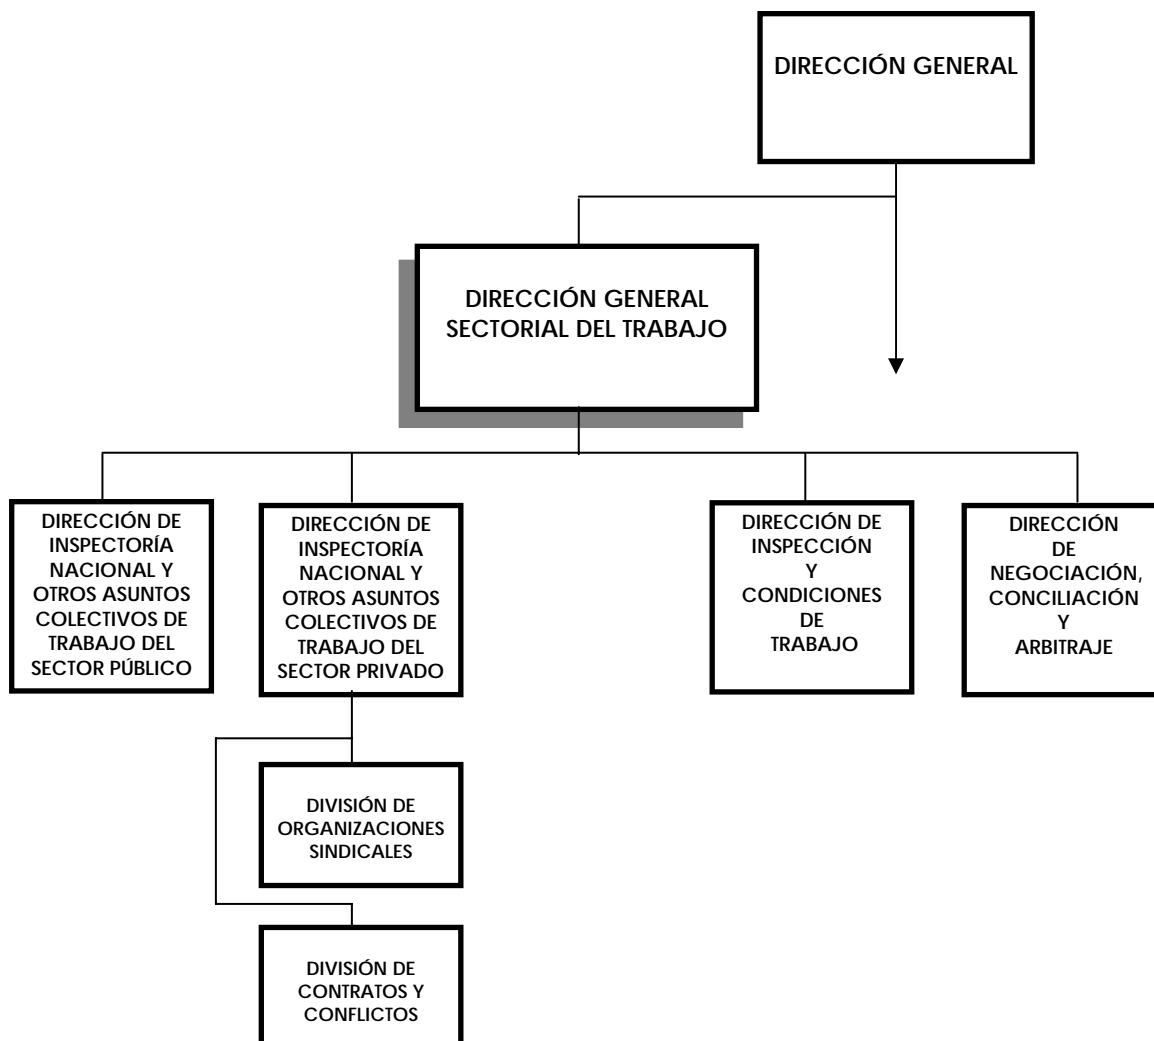 DIRECCIÓN GENERAL
DIRECCIÓN GENERAL
SECTORIAL DEL TRABAJO
DIRECCIÓN DE
INSPECTORÍA
NACIONAL Y
OTROS ASUNTOS
COLECTIVOS DE
TRABAJO DEL
SECTOR PÚBLICO
DIRECCIÓN DE
INSPECTORÍA
NACIONAL Y
OTROS ASUNTOS
COLECTIVOS DE
TRABAJO DEL
SECTOR PRIVADO
DIRECCIÓN DE
INSPECCIÓN
Y
CONDICIONES
DE
TRABAJO
DIRECCIÓN
DE
NEGOCIACIÓN,
CONCILIACIÓN
Y
ARBITRAJE
DIVISIÓN DE
ORGANIZACIONES
SINDICALES
DIVISIÓN DE
CONTRATOS Y
CONFLICTOS